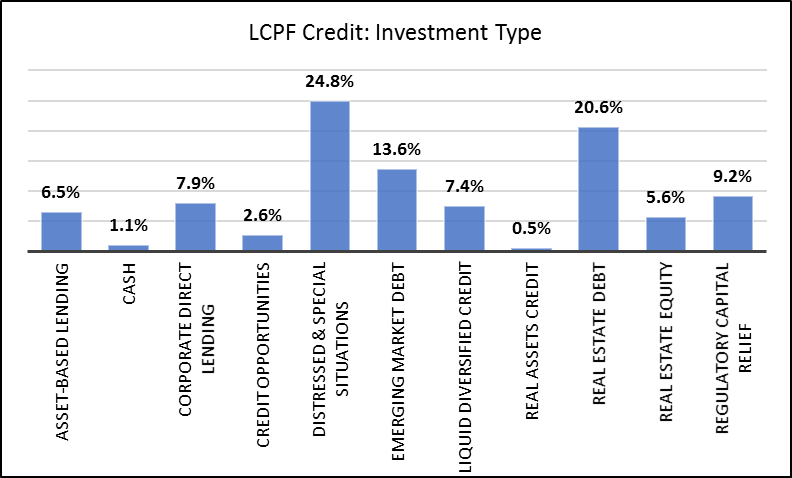 LCPF Credit: Investment Type
6.5%
1.1%
7.9%
2.6%
24.8%
13.6%
7.4%
0.5%
20.6%
5.6%
9.2%
ASSET-BASED LENDING
CASH
CORPORATE DIRECT
LENDING
CREDIT OPPORTUNITIES
DISTRESSED & SPECIAL
SITUATIONS
EMERGING MARKET DEBT
LIQUID DIVERSIFIED CREDIT
REAL ASSETS CREDIT
REAL ESTATE DEBT
REAL ESTATE EQUITY
REGULATORY CAPITAL
RELIEF